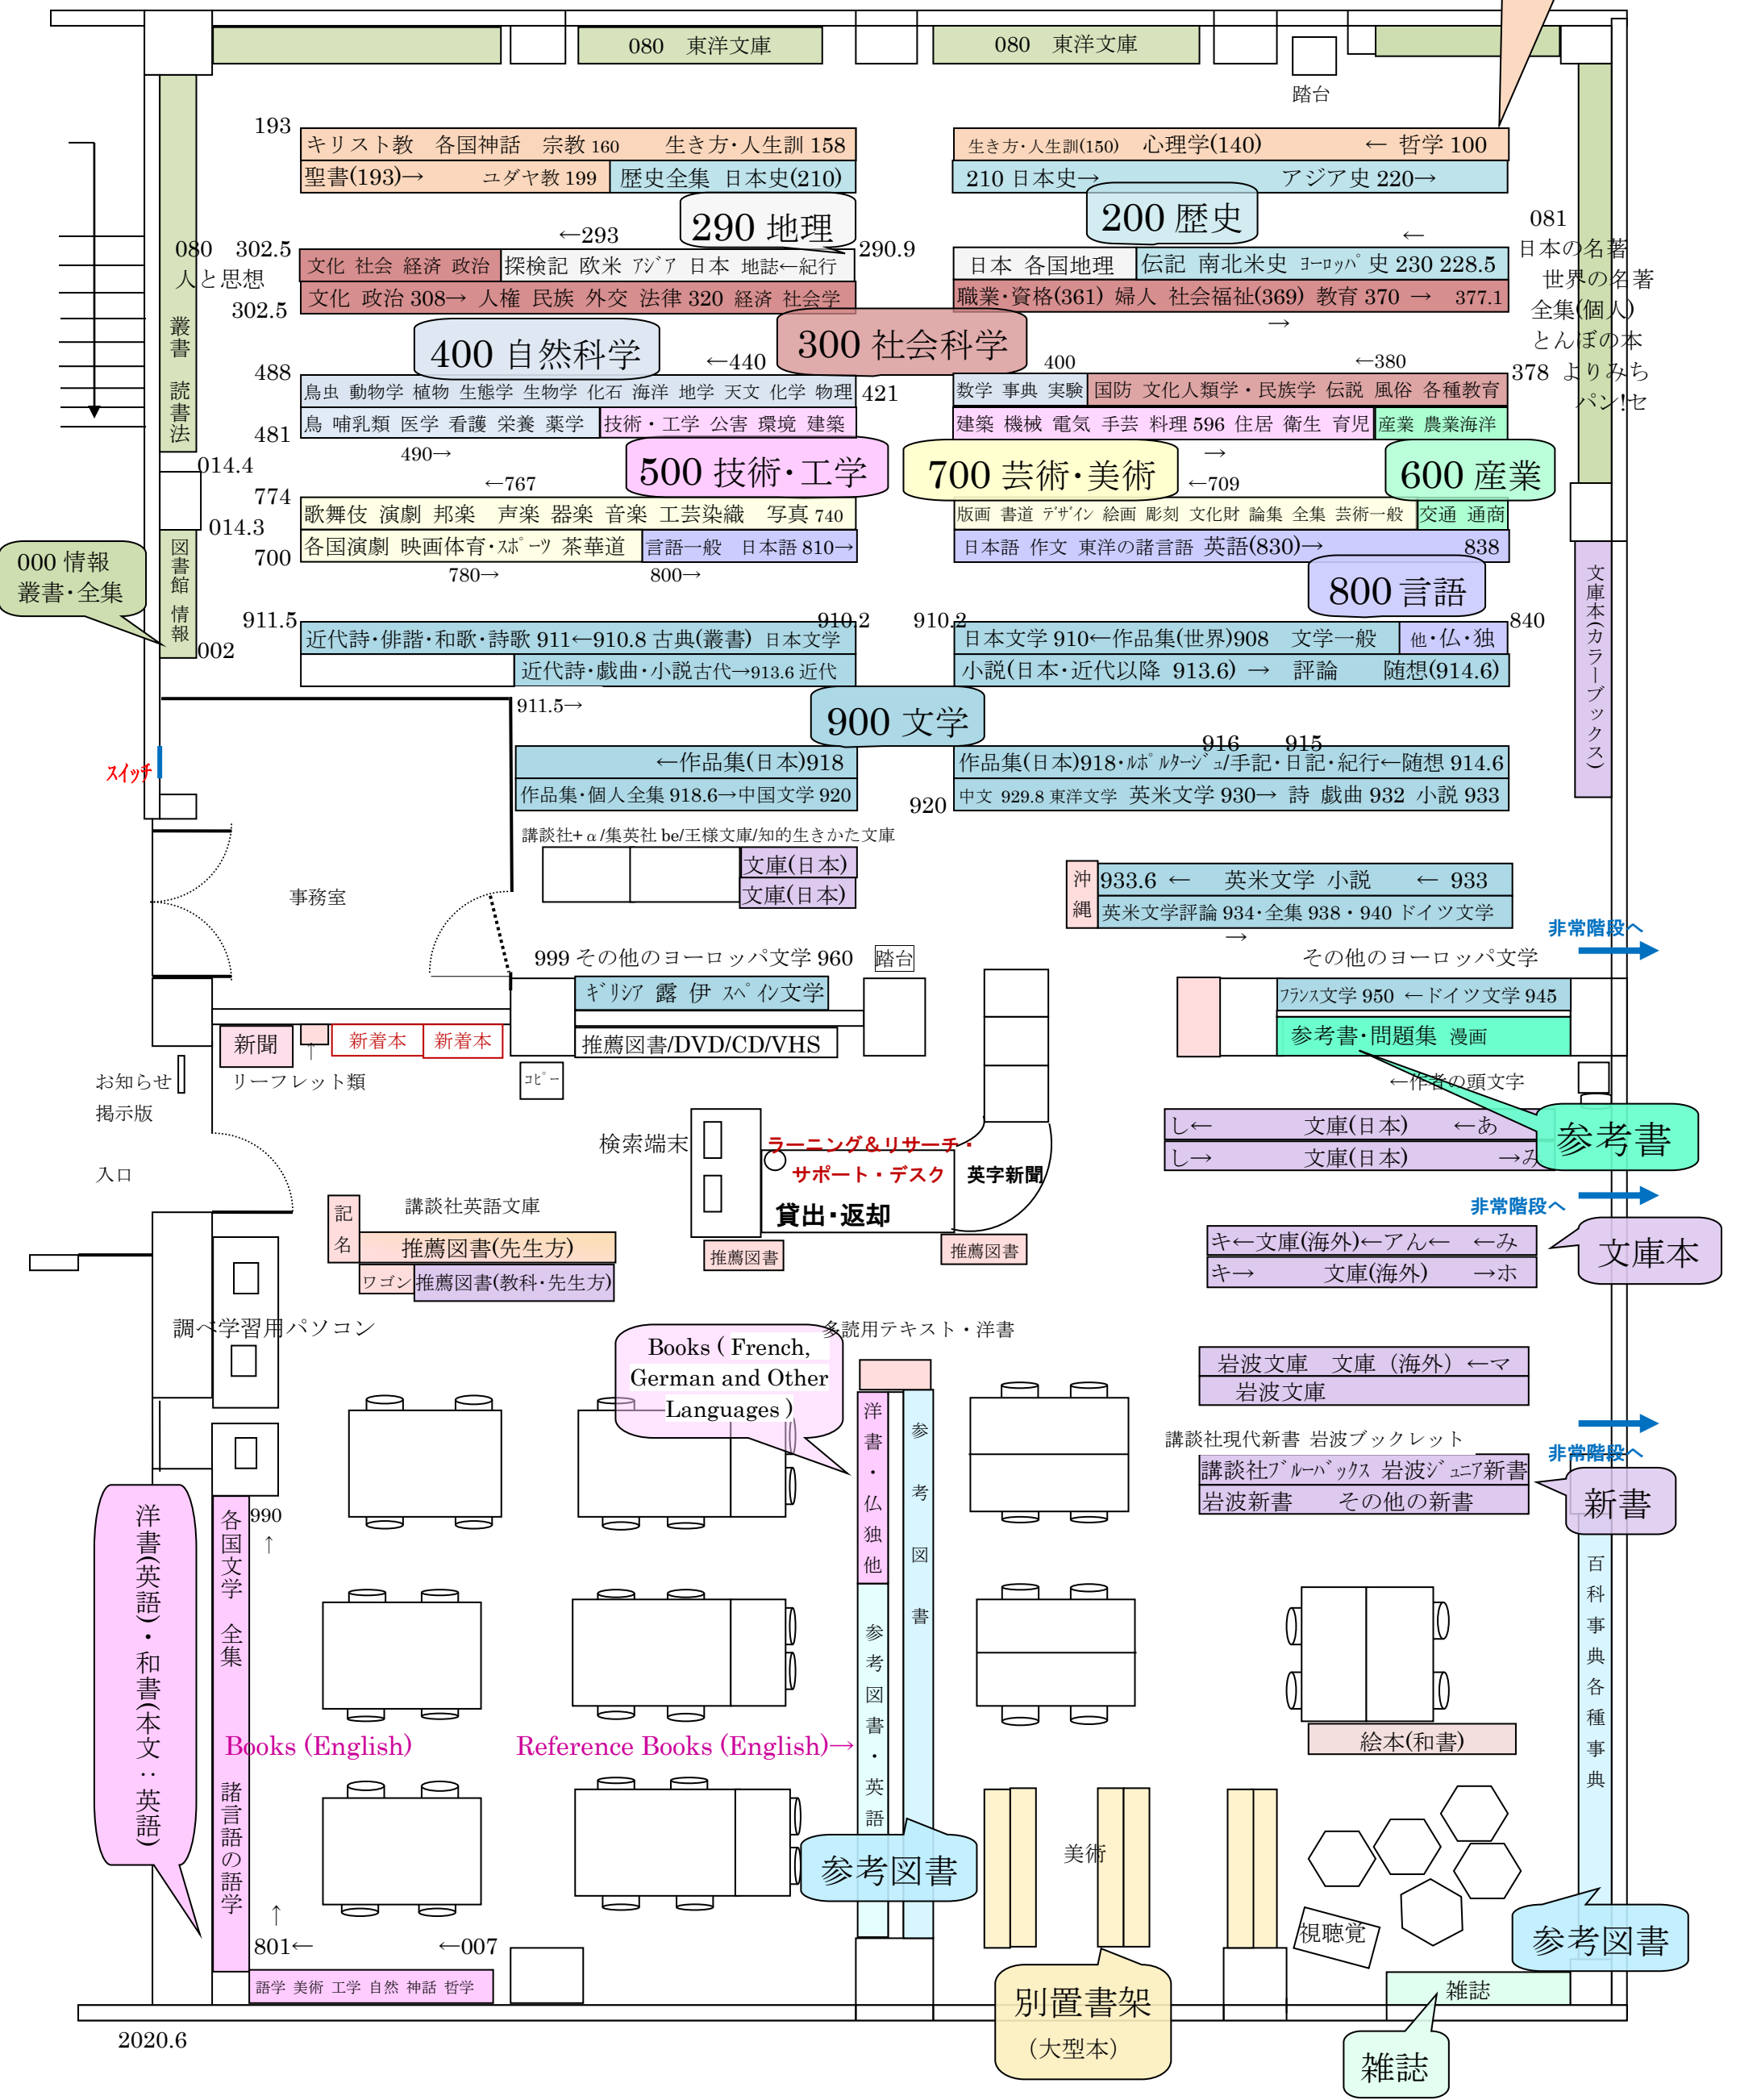 080　東洋文庫
080　東洋文庫
踏台
193
キリスト教　各国神話　宗教 160　生き方・人生訓 158
生き方・人生訓(150)　心理学(140)　← 哲学 100
聖書(193)→　ユダヤ教 199
歴史全集 日本史(210)
210 日本史→　アジア史 220→
290 地理
200 歴史
081
日本の名著
世界の名著
全集(個人)
とんぼの本
よりみち
パン!セ
080
人と思想
叢書　読書法
302.5
←293
290.9
←
文化 社会 経済 政治
探検記 欧米 アジア 日本 地誌←紀行
日本 各国地理
伝記 南北米史 ヨーロッパ史 230 228.5
文化 政治 308→ 人権 民族 外交 法律 320 経済 社会学
職業・資格(361) 婦人 社会福祉(369) 教育 370 → 377.1
302.5
→
400 自然科学
300 社会科学
488
←440
400
←380
378
鳥虫 動物学 植物 生態学 生物学 化石 海洋 地学 天文 化学 物理
421
数学 事典 実験
国防 文化人類学・民族学 伝説 風俗 各種教育
鳥 哺乳類 医学 看護 栄養 薬学
技術・工学 公害 環境 建築
建築 機械 電気 手芸 料理 596 住居 衛生 育児
産業 農業海洋
481
490→
→
014.4
500 技術・工学
700 芸術・美術
600 産業
774
←767
←709
歌舞伎 演劇 邦楽　声楽 器楽 音楽 工芸染織　写真 740
版画 書道 デザイン 絵画 彫刻 文化財 論集 全集 芸術一般
交通 通商
014.3
各国演劇 映画体育・スポーツ 茶華道
言語一般　日本語 810→
日本語 作文 東洋の諸言語 英語(830)→　838
700
780→
800→
図書館 情報
000 情報
叢書・全集
002
800 言語
文庫本(カラーブックス)
911.5
910.2
910.2
840
近代詩・俳諧・和歌・詩歌 911←910.8 古典(叢書) 日本文学
日本文学 910←作品集(世界)908　文学一般
他・仏・独
近代詩・戯曲・小説古代→913.6 近代
小説(日本・近代以降 913.6) →　評論　随想(914.6)
911.5→
900 文学
スイッチ
916
915
←作品集(日本)918
作品集(日本)918・ルポルタージュ/手記・日記・紀行←随想 914.6
作品集・個人全集 918.6→中国文学 920
920
中文 929.8 東洋文学 英米文学 930→ 詩 戯曲 932 小説 933
講談社+α/集英社 be/王様文庫/知的生きかた文庫
文庫(日本)
文庫(日本)
事務室
沖縄
933.6 ←　英米文学 小説　← 933
英米文学評論 934・全集 938・940 ドイツ文学
→
非常階段へ
999 その他のヨーロッパ文学 960
踏台
その他のヨーロッパ文学
ギリシア 露 伊 スペイン文学
フランス文学 950 ←ドイツ文学 945
新聞
新着本
新着本
推薦図書/DVD/CD/VHS
参考書・問題集 漫画
↑
リーフレット類
コピー
お知らせ
掲示版
←作者の頭文字
参考書
検索端末
ラーニング&リサーチ・
サポート・デスク
英字新聞
貸出・返却
し←　文庫(日本)　←あ
し→　文庫(日本)　→み
入口
非常階段へ
記名
講談社英語文庫
推薦図書(先生方)
ワゴン
推薦図書(教科・先生方)
推薦図書
推薦図書
キ←文庫(海外)←アん←　←み
キ→　文庫(海外)　→ホ
文庫本
調べ学習用パソコン
多読用テキスト・洋書
Books ( French,
German and Other
Languages )
岩波文庫　文庫（海外）←マ
岩波文庫
非常階段へ
講談社現代新書 岩波ブックレット
講談社ブルーバックス 岩波ジュニア新書
岩波新書　その他の新書
新書
洋書・仏独他
参考図書
990
↑
洋書(英語)・和書(本文：英語)
各国文学　全集　諸言語の語学
参考図書・英語
百科事典各種事典
Books (English)
Reference Books (English)→
絵本(和書)
美術
参考図書
視聴覚
参考図書
↑
801←
←007
語学 美術 工学 自然 神話 哲学
雑誌
別置書架
（大型本）
雑誌
2020.6